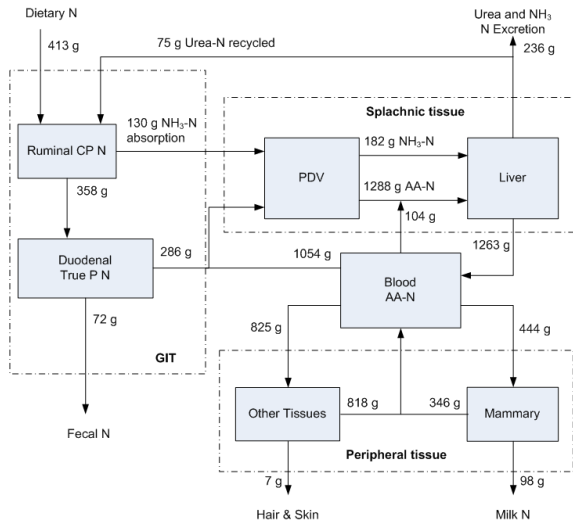 Dietary N
Urea and NH3
N Excretion
413 g
75 g Urea-N recycled
236 g
130 g NH3-N
absorption
Splachnic tissue
Ruminal CP N
182 g NH3-N
PDV
Liver
1288 g AA-N
358 g
104 g
286 g
1054 g
1263 g
Duodenal
True P N
Blood
AA-N
72 g
825 g
444 g
GIT
Other Tissues
818 g
346 g
Mammary
Fecal N
Peripheral tissue
7 g
98 g
Hair & Skin
Milk N